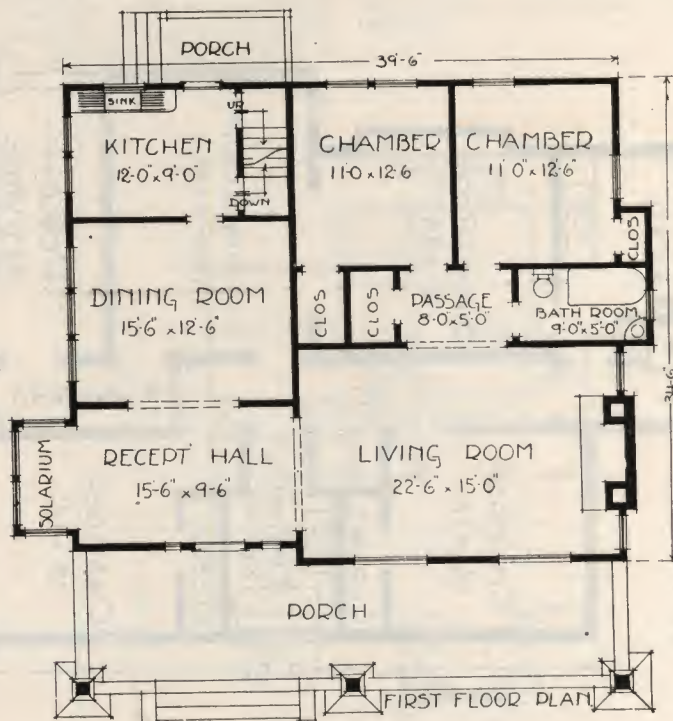 PORCH
39'-6"
SINK
UP
KITCHEN
12'-0" x 9'-0"
DOWN
CHAMBER
11'-0 x 12'-6
CHAMBER
11'0" x 12'-6"
CLOS
DINING ROOM
15'-6" x 12'-6"
CLOS
CLOS
PASSAGE
8'-0 x 5'-0"
BATH ROOM
9'-0" x 5'-0"
34'-6"
SOLARIUM
RECEPT' HALL
15'-6" x 9'-6"
LIVING ROOM
22'-6" x 15'-0"
PORCH
FIRST FLOOR PLAN